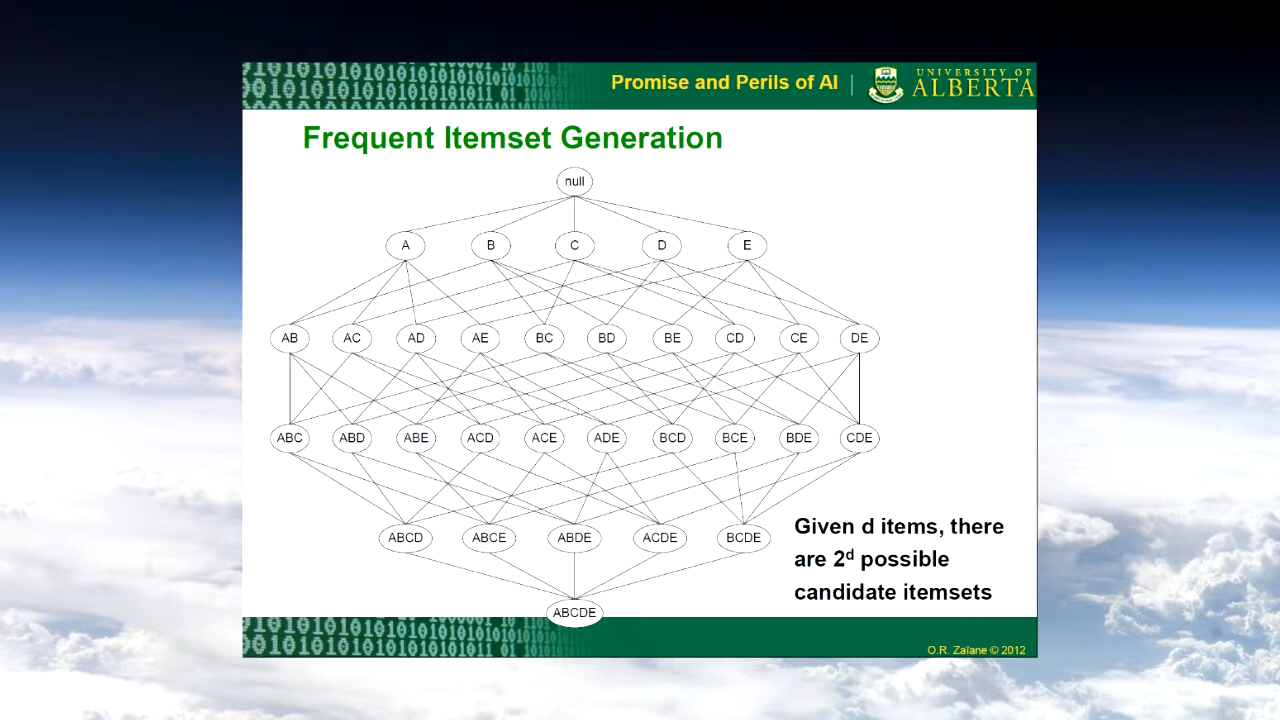 Promise and Perils of AI
UNIVERSITY OF
ALBERTA
Frequent Itemset Generation
null
A B C D E
AB AC AD AE BC BD BE CD CE DE
ABC ABD ABE ACD ACE ADE BCD BCE BDE CDE
ABCD ABCE ABDE ACDE BCDE
ABCDE
Given d items, there
are 2ᵈ possible
candidate itemsets
O.R. Zaïane © 2012